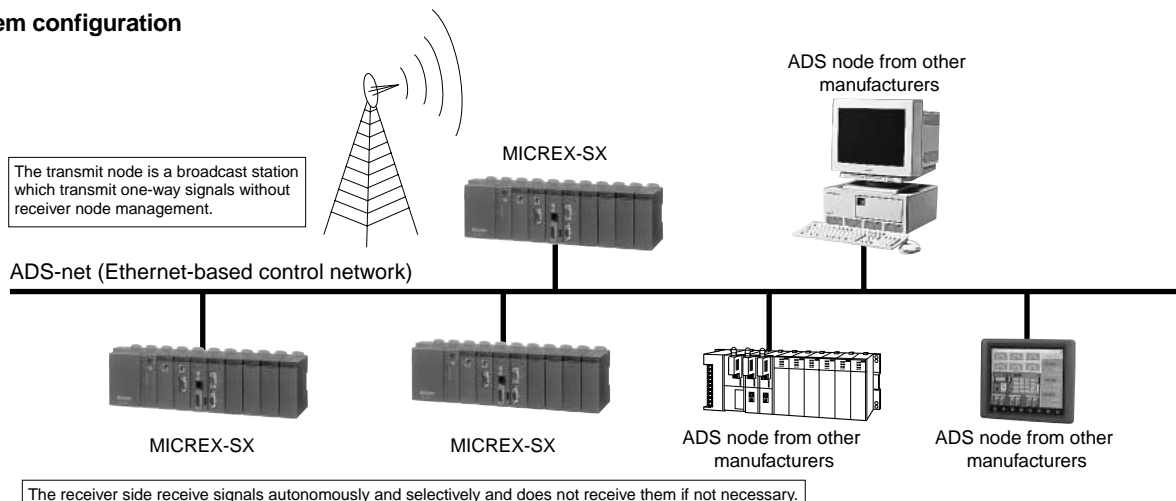 em configuration
ADS node from other
manufacturers
MICREX-SX
The transmit node is a broadcast station
which transmit one-way signals without
receiver node management.
ADS-net (Ethernet-based control network)
MICREX-SX
MICREX-SX
ADS node from other
manufacturers
ADS node from other
manufacturers
The receiver side receive signals autonomously and selectively and does not receive them if not necessary.